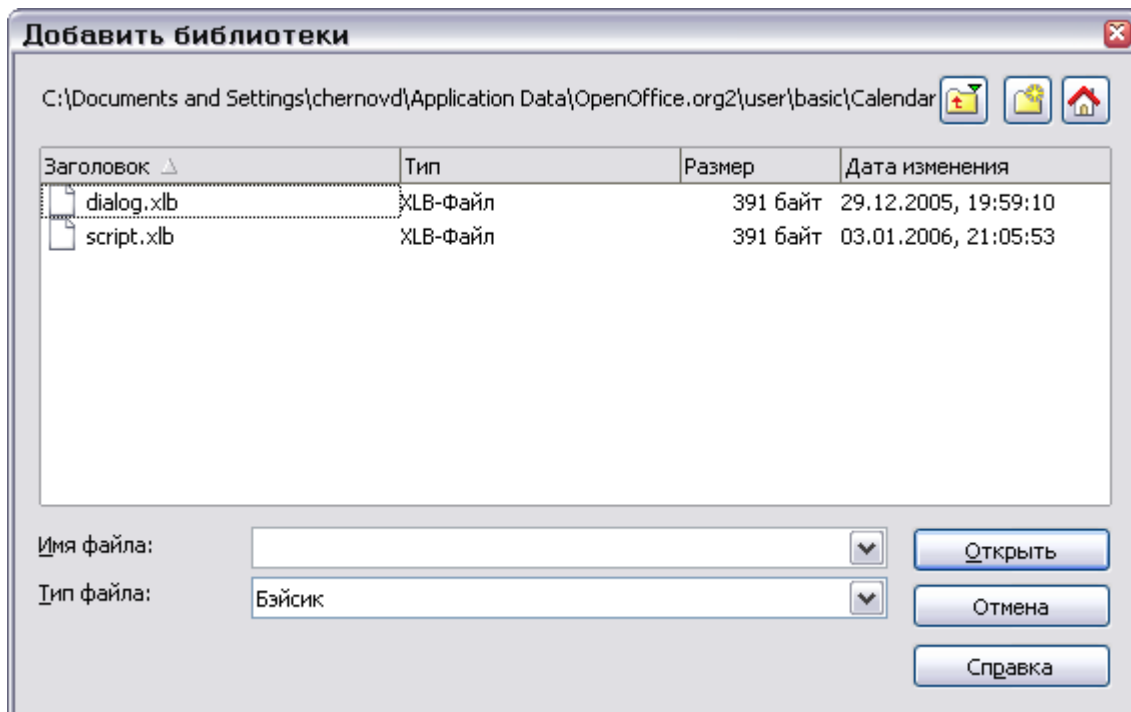 Добавить библиотеки
C:\Documents and Settings\chernovd\Application Data\OpenOffice.org2\user\basic\Calendar
Заголовок Тип Размер Дата изменения
dialog.xlb XLB-Файл 391 байт 29.12.2005, 19:59:10
script.xlb XLB-Файл 391 байт 03.01.2006, 21:05:53
Имя файла: Открыть
Тип файла: Бэйсик Отмена
Справка